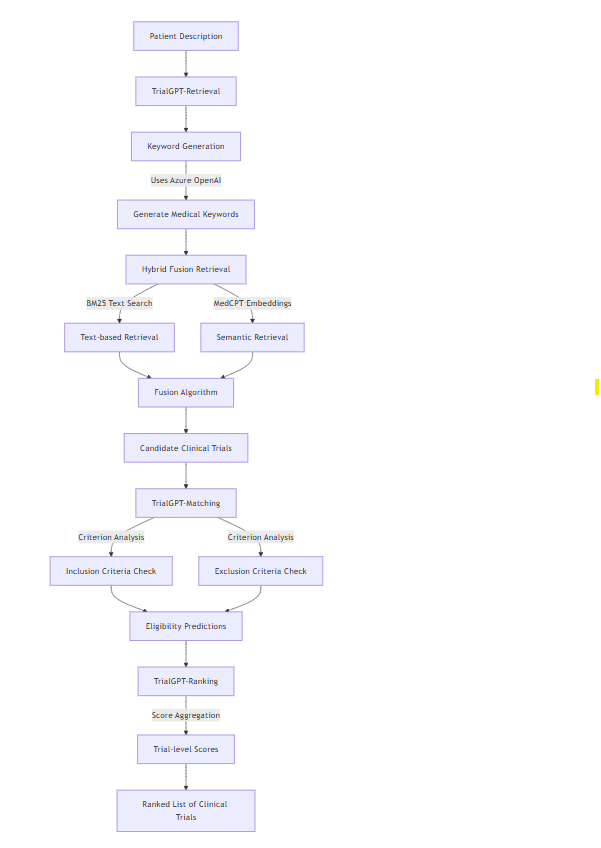 Patient Description
TrialGPT-Retrieval
Keyword Generation
Uses Azure OpenAI
Generate Medical Keywords
Hybrid Fusion Retrieval
BM25 Text Search
MedCPT Embeddings
Text-based Retrieval
Semantic Retrieval
Fusion Algorithm
Candidate Clinical Trials
TrialGPT-Matching
Criterion Analysis
Criterion Analysis
Inclusion Criteria Check
Exclusion Criteria Check
Eligibility Predictions
TrialGPT-Ranking
Score Aggregation
Trial-level Scores
Ranked List of Clinical
Trials